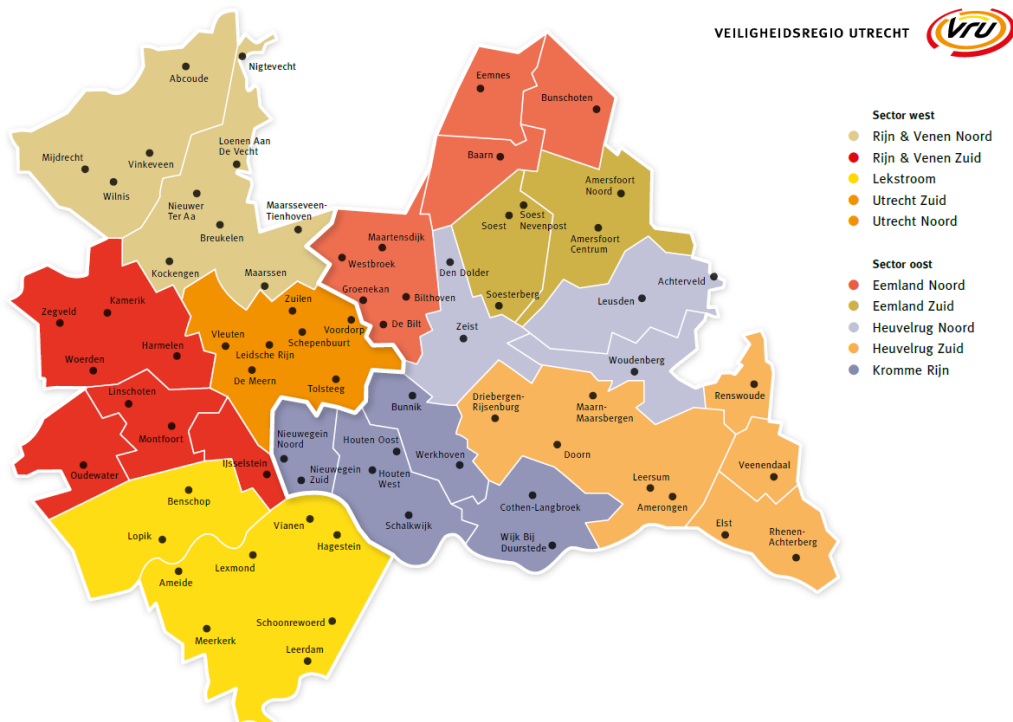 VEILIGHEIDSREGIO UTRECHT
vru
Sector west
Rijn & Venen Noord
Rijn & Venen Zuid
Lekstroom
Utrecht Zuid
Utrecht Noord
Sector oost
Eemland Noord
Eemland Zuid
Heuvelrug Noord
Heuvelrug Zuid
Kromme Rijn
Nigtevecht
Abcoude
Eemnes
Bunschoten
Loenen Aan
De Vecht
Mijdrecht
Vinkeveen
Wilnis
Baarn
Amersfoort
Noord
Nieuwer
Ter Aa
Maarsseveen-
Tienhoven
Breukelen
Soest
Soest
Nevenpost
Amersfoort
Centrum
Maartensdijk
Westbroek
Kockengen
Maarssen
Den Dolder
Achterveld
Groenekan
Bilthoven
Leusden
Soesterberg
Kamerik
Zegveld
Zuilen
Voordorp
De Bilt
Zeist
Vleuten
Schepenbuurt
Harmelen
Leidsche Rijn
Woerden
De Meern
Tolsteeg
Woudenberg
Linschoten
Bunnik
Driebergen-
Rijsenburg
Maarn-
Maarsbergen
Renswoude
Montfoort
Nieuwegein
Noord
Houten Oost
Werkhoven
Doorn
Oudewater
IJsselstein
Nieuwegein
Zuid
Houten
West
Veenendaal
Leersum
Amerongen
Benschop
Cothen-Langbroek
Schalkwijk
Vianen
Hagestein
Lopik
Wijk Bij
Duurstede
Elst
Rhenen-
Achterberg
Lexmond
Ameide
Schoonrewoerd
Meerkerk
Leerdam